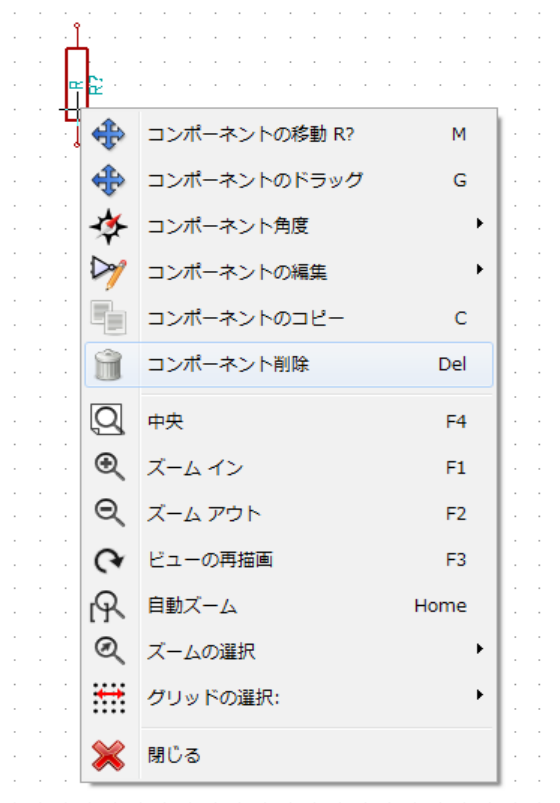 R
R?
コンポーネントの移動 R? M
コンポーネントのドラッグ G
コンポーネント角度
コンポーネントの編集
コンポーネントのコピー C
コンポーネント削除 Del
中央 F4
ズーム イン F1
ズーム アウト F2
ビューの再描画 F3
自動ズーム Home
ズームの選択
グリッドの選択:
閉じる